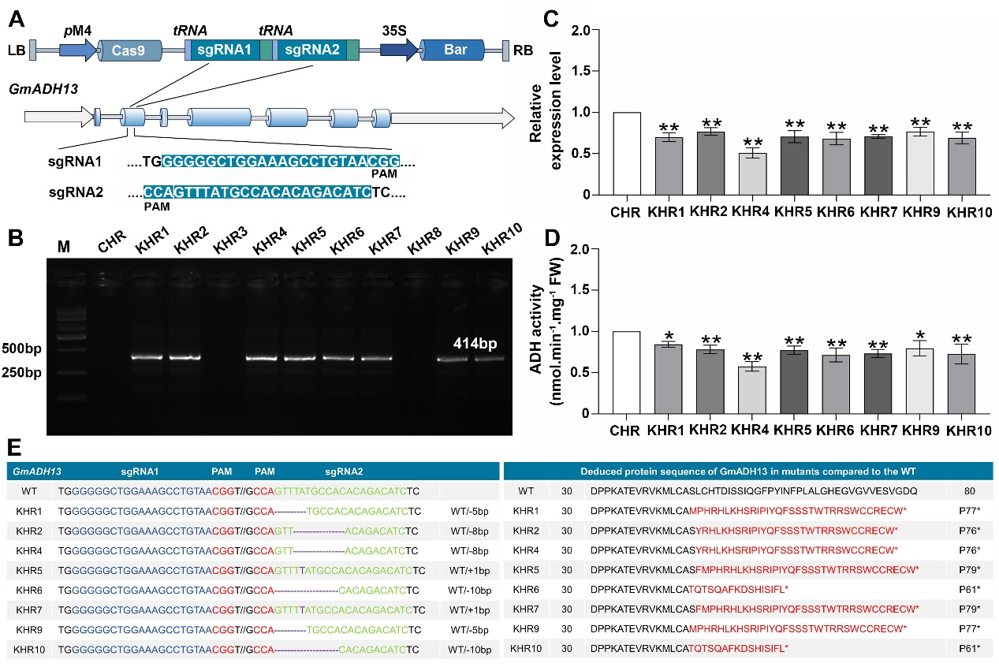 A
pM4
tRNA
tRNA
35S
LB
Cas9
sgRNA1
sgRNA2
Bar
RB
GmADH13
sgRNA1 ....TGGGGGGCTGGAAAGCCTGTAACGG....
PAM
sgRNA2 ....CCAGTTTATGCCACACAGACATCTC....
PAM
B
M CHR KHR1 KHR2 KHR3 KHR4 KHR5 KHR6 KHR7 KHR8 KHR9 KHR10
500bp
250bp
414bp
C
Relative
expression level
2.0
1.5
1.0
0.5
0
** ** ** ** ** ** ** **
CHR KHR1 KHR2 KHR4 KHR5 KHR6 KHR7 KHR9 KHR10
D
ADH activity
(nmol.min⁻¹.mg⁻¹ FW)
2.0
1.5
1.0
0.5
0
* ** ** ** ** ** * **
CHR KHR1 KHR2 KHR4 KHR5 KHR6 KHR7 KHR9 KHR10
E
GmADH13 sgRNA1 PAM PAM sgRNA2
WT TGGGGGGCTGGAAAGCCTGTAACGGT//GCCAGTTTATGCCACACAGACATCTC
KHR1 TGGGGGGCTGGAAAGCCTGTAACGGT//GCCA----------TGCCACACAGACATCTC WT/-5bp
KHR2 TGGGGGGCTGGAAAGCCTGTAACGGT//GCCAGTT----------------ACAGACATCTC WT/-8bp
KHR4 TGGGGGGCTGGAAAGCCTGTAACGGT//GCCAGTT----------------ACAGACATCTC WT/-8bp
KHR5 TGGGGGGCTGGAAAGCCTGTAACGGT//GCCAGTTTTATGCCACACAGACATCTC WT/+1bp
KHR6 TGGGGGGCTGGAAAGCCTGTAACGGT//GCCA--------------------CACAGACATCTC WT/-10bp
KHR7 TGGGGGGCTGGAAAGCCTGTAACGGT//GCCAGTTTTATGCCACACAGACATCTC WT/+1bp
KHR9 TGGGGGGCTGGAAAGCCTGTAACGGT//GCCA----------TGCCACACAGACATCTC WT/-5bp
KHR10 TGGGGGGCTGGAAAGCCTGTAACGGT//GCCA--------------------CACAGACATCTC WT/-10bp
Deduced protein sequence of GmADH13 in mutants compared to the WT
WT 30 DPPKATEVRVKMLCASLCHTDISSIQGFPYINFPLALGHEGVGVVESVGDQ 80
KHR1 30 DPPKATEVRVKMLCAMPHRHLKHSRIPIYQFSSSTWTRRSWCCRECW* P77*
KHR2 30 DPPKATEVRVKMLCASYRHLKHSRIPIYQFSSSTWTRRSWCCRECW* P76*
KHR4 30 DPPKATEVRVKMLCASYRHLKHSRIPIYQFSSSTWTRRSWCCRECW* P76*
KHR5 30 DPPKATEVRVKMLCASFMPHRHLKHSRIPIYQFSSSTWTRRSWCCRECW* P79*
KHR6 30 DPPKATEVRVKMLCATQTSQAFKDSHISIFL* P61*
KHR7 30 DPPKATEVRVKMLCASFMPHRHLKHSRIPIYQFSSSTWTRRSWCCRECW* P79*
KHR9 30 DPPKATEVRVKMLCAMPHRHLKHSRIPIYQFSSSTWTRRSWCCRECW* P77*
KHR10 30 DPPKATEVRVKMLCATQTSQAFKDSHISIFL* P61*